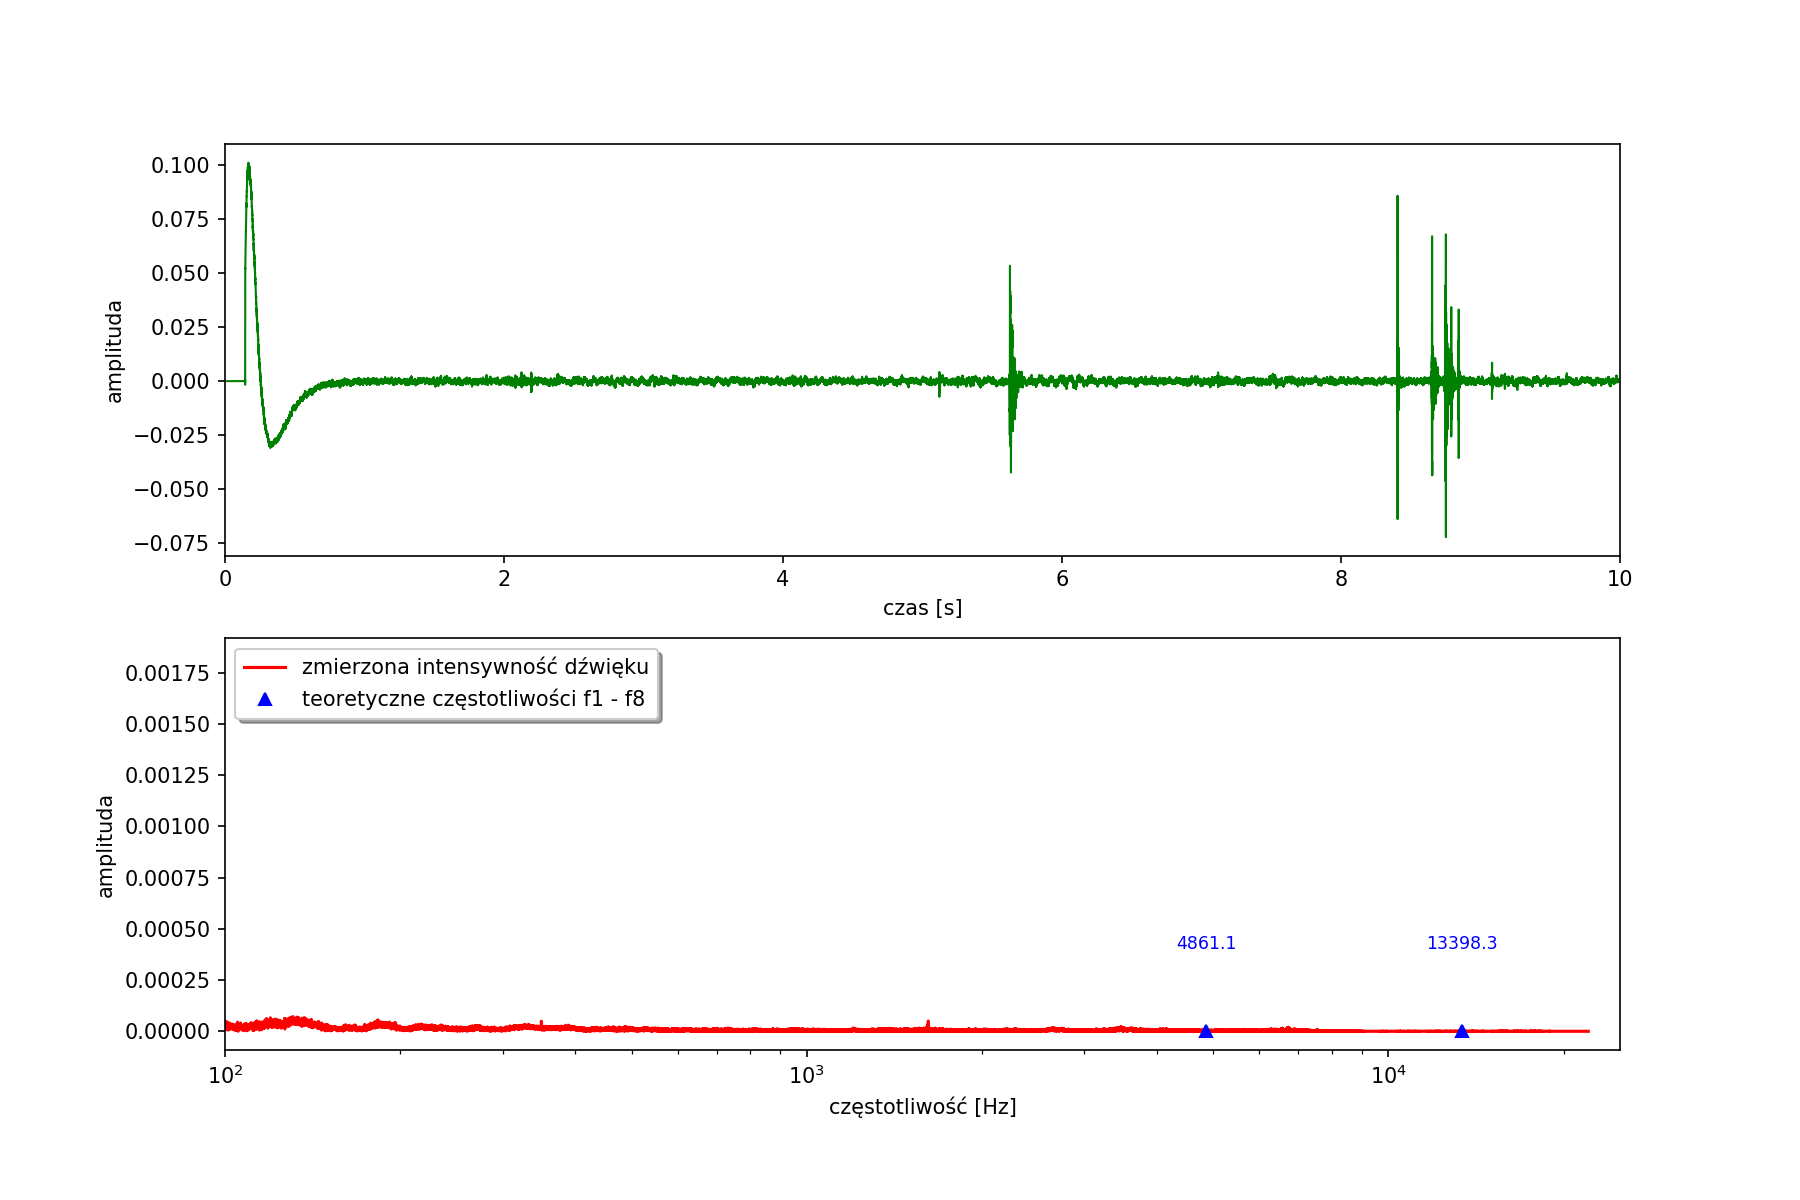 0.100
0.075
0.050
0.025
0.000
−0.025
−0.050
−0.075
amplituda
0 2 4 6 8 10
czas [s]
zmierzona intensywność dźwięku
teoretyczne częstotliwości f1 - f8
0.00175
0.00150
0.00125
0.00100
0.00075
0.00050
0.00025
0.00000
amplituda
4861.1 13398.3
10² 10³ 10⁴
częstotliwość [Hz]